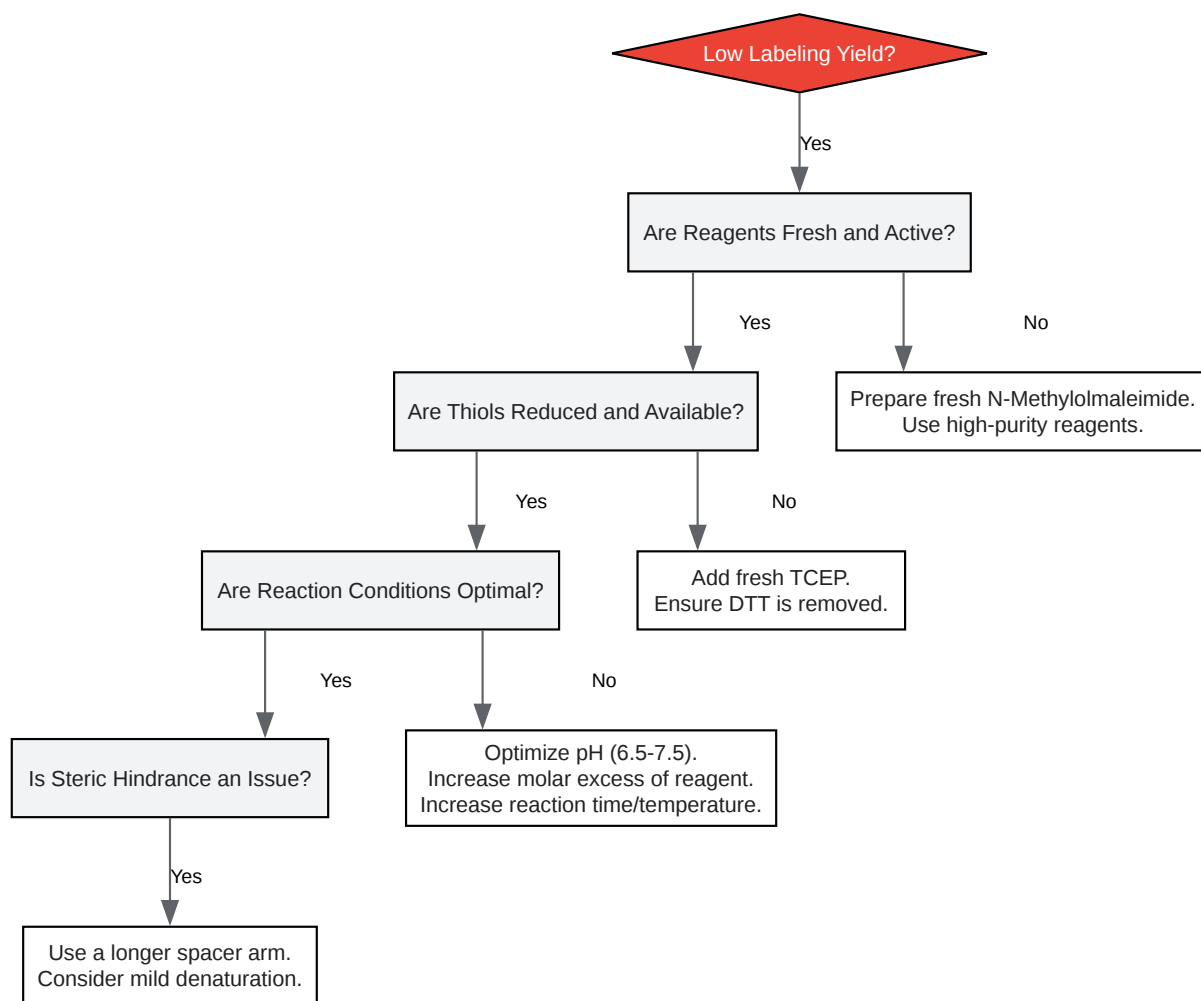 Low Labeling Yield?
Yes
Are Reagents Fresh and Active?
Yes
No
Are Thiols Reduced and Available?
Prepare fresh N-Methylolmaleimide.
Use high-purity reagents.
Yes
No
Are Reaction Conditions Optimal?
Add fresh TCEP.
Ensure DTT is removed.
Yes
No
Is Steric Hindrance an Issue?
Optimize pH (6.5-7.5).
Increase molar excess of reagent.
Increase reaction time/temperature.
Yes
Use a longer spacer arm.
Consider mild denaturation.